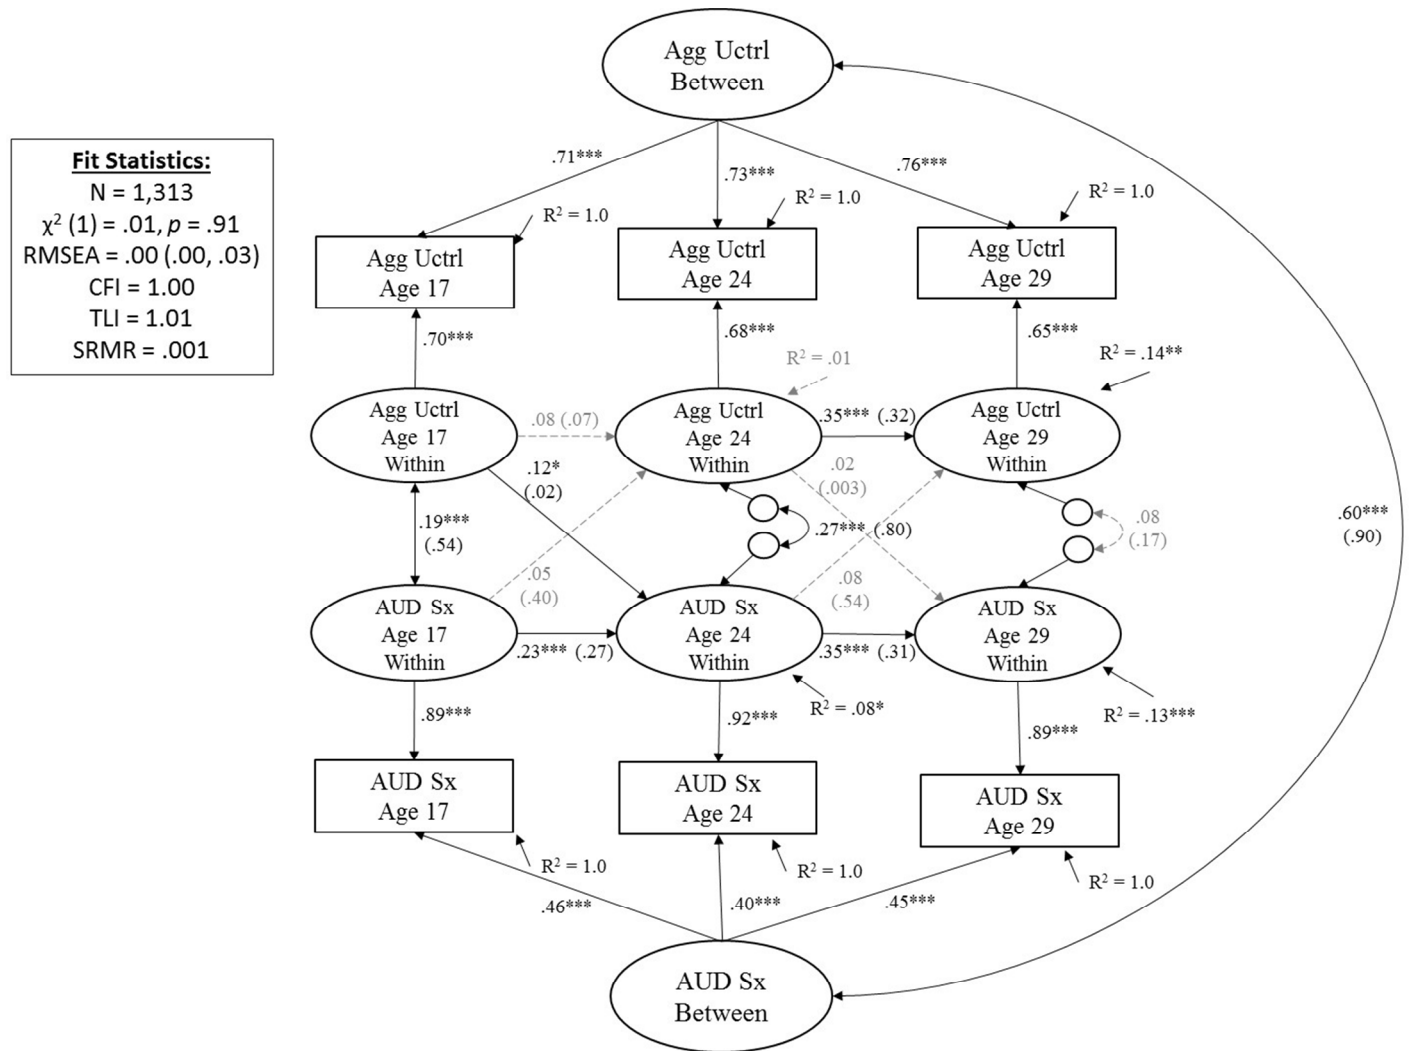 Agg Uctrl
Between
Fit Statistics:
N = 1,313
χ² (1) = .01, p = .91
RMSEA = .00 (.00, .03)
CFI = 1.00
TLI = 1.01
SRMR = .001
.71***
.73***
.76***
R² = 1.0
R² = 1.0
R² = 1.0
Agg Uctrl
Age 17
Agg Uctrl
Age 24
Agg Uctrl
Age 29
.70***
.68***
.65***
R² = .01
R² = .14**
Agg Uctrl
Age 17
Within
.08 (.07)
Agg Uctrl
Age 24
Within
.35*** (.32)
Agg Uctrl
Age 29
Within
.12*
(.02)
.02
(.003)
.19***
(.54)
.27*** (.80)
.08
(.17)
.60***
(.90)
.05
(.40)
.08
(.54)
AUD Sx
Age 17
Within
.23*** (.27)
AUD Sx
Age 24
Within
.35*** (.31)
AUD Sx
Age 29
Within
.89***
.92***
R² = .08*
.89***
R² = .13***
AUD Sx
Age 17
AUD Sx
Age 24
AUD Sx
Age 29
R² = 1.0
R² = 1.0
R² = 1.0
.46***
.40***
.45***
AUD Sx
Between